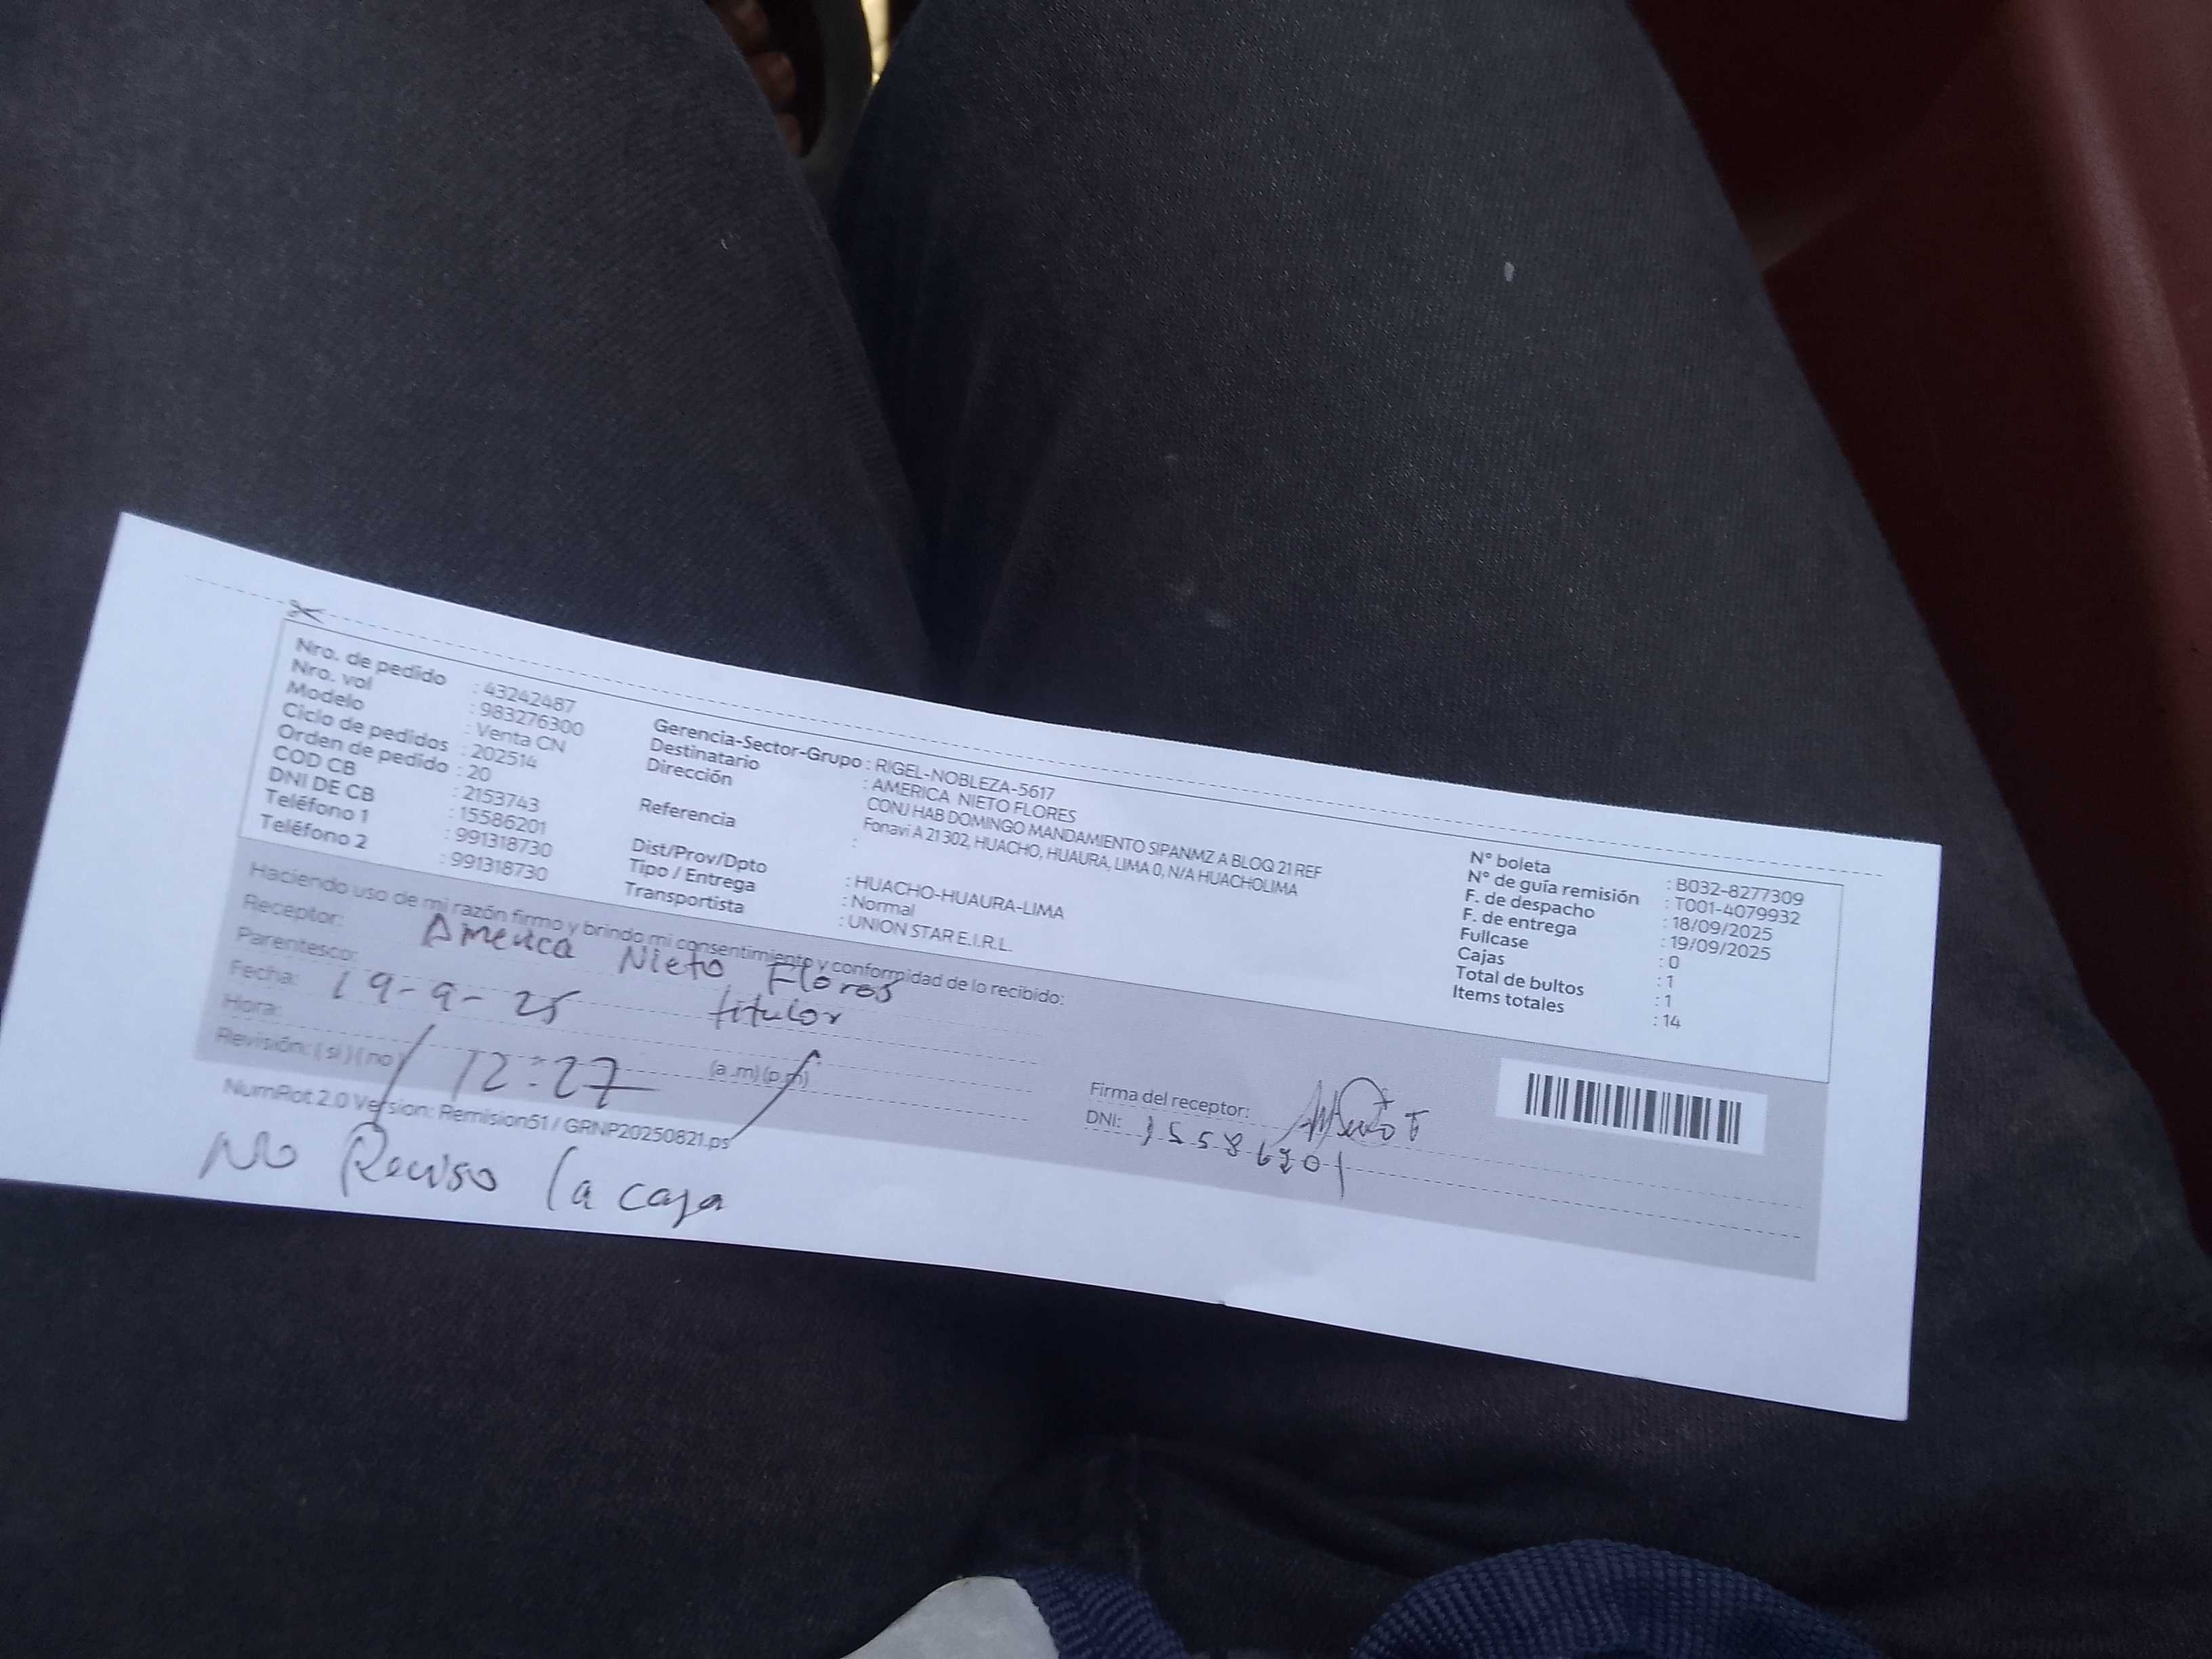 Nro. de pedido : 43242487
Nro. vol : 983276300
Modelo : Venta CN
Ciclo de pedidos : 202514
Orden de pedido : 20
COD CB : 2153743
DNI DE CB : 15586201
Teléfono 1 : 991318730
Teléfono 2 : 991318730
Gerencia-Sector-Grupo : RIGEL-NOBLEZA-5617
Destinatario : AMERICA NIETO FLORES
Dirección CONJ HAB DOMINGO MANDAMIENTO SIPANMZ A BLOQ 21 REF
Fonavi A 21 302, HUACHO, HUAURA, LIMA 0, N/A HUACHOLIMA
Referencia :
Dist/Prov/Dpto : HUACHO-HUAURA-LIMA
Tipo / Entrega : Normal
Transportista : UNION STAR E.I.R.L.
N° boleta : B032-8277309
N° de guía remisión : T001-4079932
F. de despacho : 18/09/2025
F. de entrega : 19/09/2025
Fullcase : 0
Cajas : 1
Total de bultos : 1
Items totales : 14
Haciendo uso de mi razón firmo y brindo mi consentimiento y conformidad de lo recibido:
Receptor: America Nieto Flores
Parentesco: titular
Fecha: 19-9-25
Hora: 12:27 (a.m) (p.m)
Revisión: ( si ) ( no )
Firma del receptor:
DNI: 15586201
NumRot 2.0 Version: Remision51 / GRNP20250821.ps
No Reviso la caja